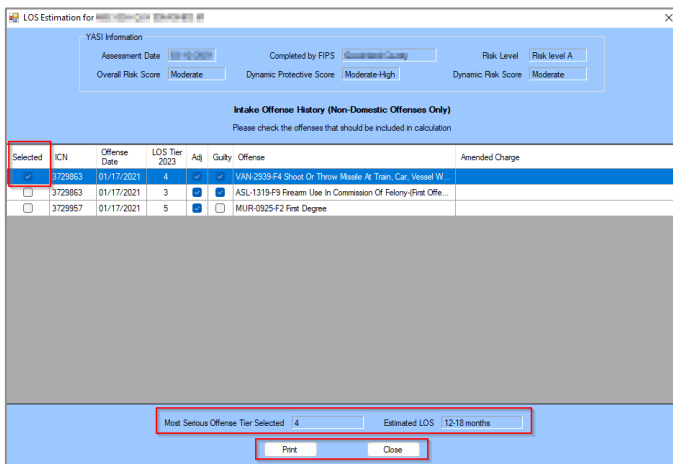 LOS Estimation for
YASI Information
Assessment Date Completed by FIPS Risk Level Risk level A
Overall Risk Score Moderate Dynamic Protective Score Moderate-High Dynamic Risk Score Moderate
Intake Offense History (Non-Domestic Offenses Only)
Please check the offenses that should be included in calculation
Selected ICN Offense Date LOS Tier 2023 Adj Guilty Offense Amended Charge
3729863 01/17/2021 4 VAN-2939-F4 Shoot Or Throw Missile At Train, Car, Vessel W...
3729863 01/17/2021 3 ASL-1319-F9 Firearm Use In Commission Of Felony-(First Offe...
3729957 01/17/2021 5 MUR-0925-F2 First Degree
Most Serious Offense Tier Selected 4 Estimated LOS 12-18 months
Print Close